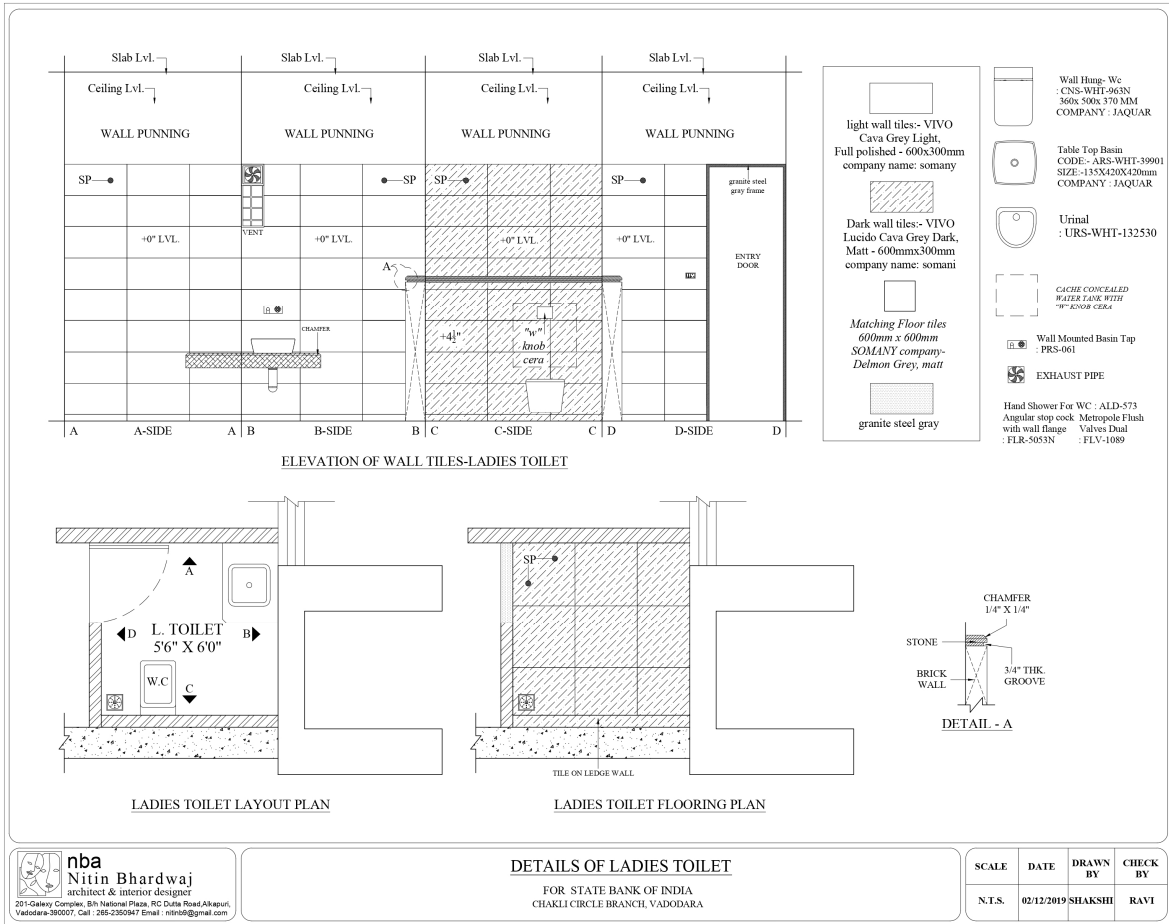 Slab Lvl.
Slab Lvl.
Slab Lvl.
Slab Lvl.
Ceiling Lvl.
Ceiling Lvl.
Ceiling Lvl.
Ceiling Lvl.
WALL PUNNING
WALL PUNNING
WALL PUNNING
WALL PUNNING
SP
SP
SP
SP
granite steel
gray frame
VENT
+0" LVL.
+0" LVL.
+0" LVL.
+0" LVL.
ENTRY
DOOR
A
CHAMFER
+4½"
"w"
knob
cera
A
A-SIDE
A
B
B-SIDE
B
C
C-SIDE
C
D
D-SIDE
D
ELEVATION OF WALL TILES-LADIES TOILET
light wall tiles:- VIVO
Cava Grey Light,
Full polished - 600x300mm
company name: somany
Dark wall tiles:- VIVO
Lucido Cava Grey Dark,
Matt - 600mmx300mm
company name: somani
Matching Floor tiles
600mm x 600mm
SOMANY company-
Delmon Grey, matt
granite steel gray
Wall Hung- Wc
: CNS-WHT-963N
360x 500x 370 MM
COMPANY : JAQUAR
Table Top Basin
CODE:- ARS-WHT-39901
SIZE:-135X420X420mm
COMPANY : JAQUAR
Urinal
: URS-WHT-132530
CACHE CONCEALED
WATER TANK WITH
"W" KNOB CERA
Wall Mounted Basin Tap
: PRS-061
EXHAUST PIPE
Hand Shower For WC : ALD-573
Angular stop cock Metropole Flush
with wall flange Valves Dual
: FLR-5053N : FLV-1089
A
L. TOILET
5'6" X 6'0"
D
B
W.C
C
LADIES TOILET LAYOUT PLAN
SP
TILE ON LEDGE WALL
LADIES TOILET FLOORING PLAN
CHAMFER
1/4" X 1/4"
STONE
BRICK
WALL
3/4" THK.
GROOVE
DETAIL - A
nba
Nitin Bhardwaj
architect & interior designer
201-Galexy Complex, B/h National Plaza, RC Dutta Road,Alkapuri,
Vadodara-390007, Call : 265-2350947 Email : nitinb9@gmail.com
DETAILS OF LADIES TOILET
FOR STATE BANK OF INDIA
CHAKLI CIRCLE BRANCH, VADODARA
SCALE DATE DRAWN BY CHECK BY
N.T.S. 02/12/2019 SHAKSHI RAVI